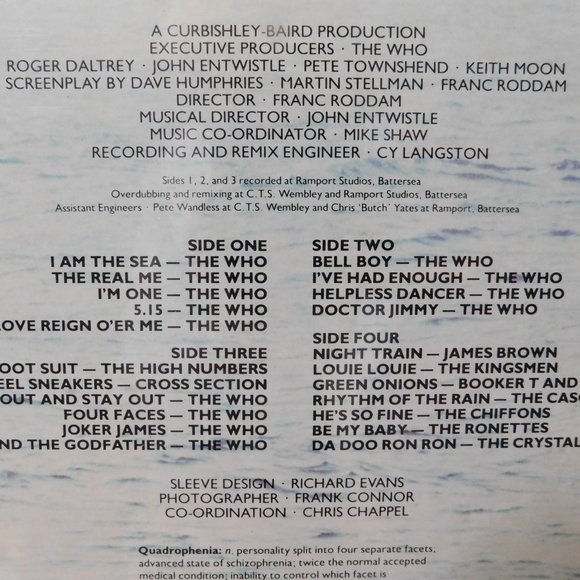 A CURBISHLEY-BAIRD PRODUCTION
EXECUTIVE PRODUCERS · THE WHO
ROGER DALTREY · JOHN ENTWISTLE · PETE TOWNSHEND · KEITH MOON
SCREENPLAY BY DAVE HUMPHRIES · MARTIN STELLMAN · FRANC RODDAM
DIRECTOR · FRANC RODDAM
MUSICAL DIRECTOR · JOHN ENTWISTLE
MUSIC CO-ORDINATOR · MIKE SHAW
RECORDING AND REMIX ENGINEER · CY LANGSTON
Sides 1, 2, and 3 recorded at Ramport Studios, Battersea
Overdubbing and remixing at C.T.S. Wembley and Ramport Studios, Battersea
Assistant Engineers · Pete Wandless at C.T.S. Wembley and Chris 'Butch' Yates at Ramport, Battersea
SIDE ONE
I AM THE SEA — THE WHO
THE REAL ME — THE WHO
I'M ONE — THE WHO
5.15 — THE WHO
LOVE REIGN O'ER ME — THE WHO
SIDE TWO
BELL BOY — THE WHO
I'VE HAD ENOUGH — THE WHO
HELPLESS DANCER — THE WHO
DOCTOR JIMMY — THE WHO
SIDE THREE
OOT SUIT — THE HIGH NUMBERS
EEL SNEAKERS — CROSS SECTION
OUT AND STAY OUT — THE WHO
FOUR FACES — THE WHO
JOKER JAMES — THE WHO
ND THE GODFATHER — THE WHO
SIDE FOUR
NIGHT TRAIN — JAMES BROWN
LOUIE LOUIE — THE KINGSMEN
GREEN ONIONS — BOOKER T AND
RHYTHM OF THE RAIN — THE CASC
HE'S SO FINE — THE CHIFFONS
BE MY BABY — THE RONETTES
DA DOO RON RON — THE CRYSTAL
SLEEVE DESIGN · RICHARD EVANS
PHOTOGRAPHER · FRANK CONNOR
CO-ORDINATION · CHRIS CHAPPEL
Quadrophenia: n. personality split into four separate facets;
advanced state of schizophrenia; twice the normal accepted
medical condition; inability to control which facet is